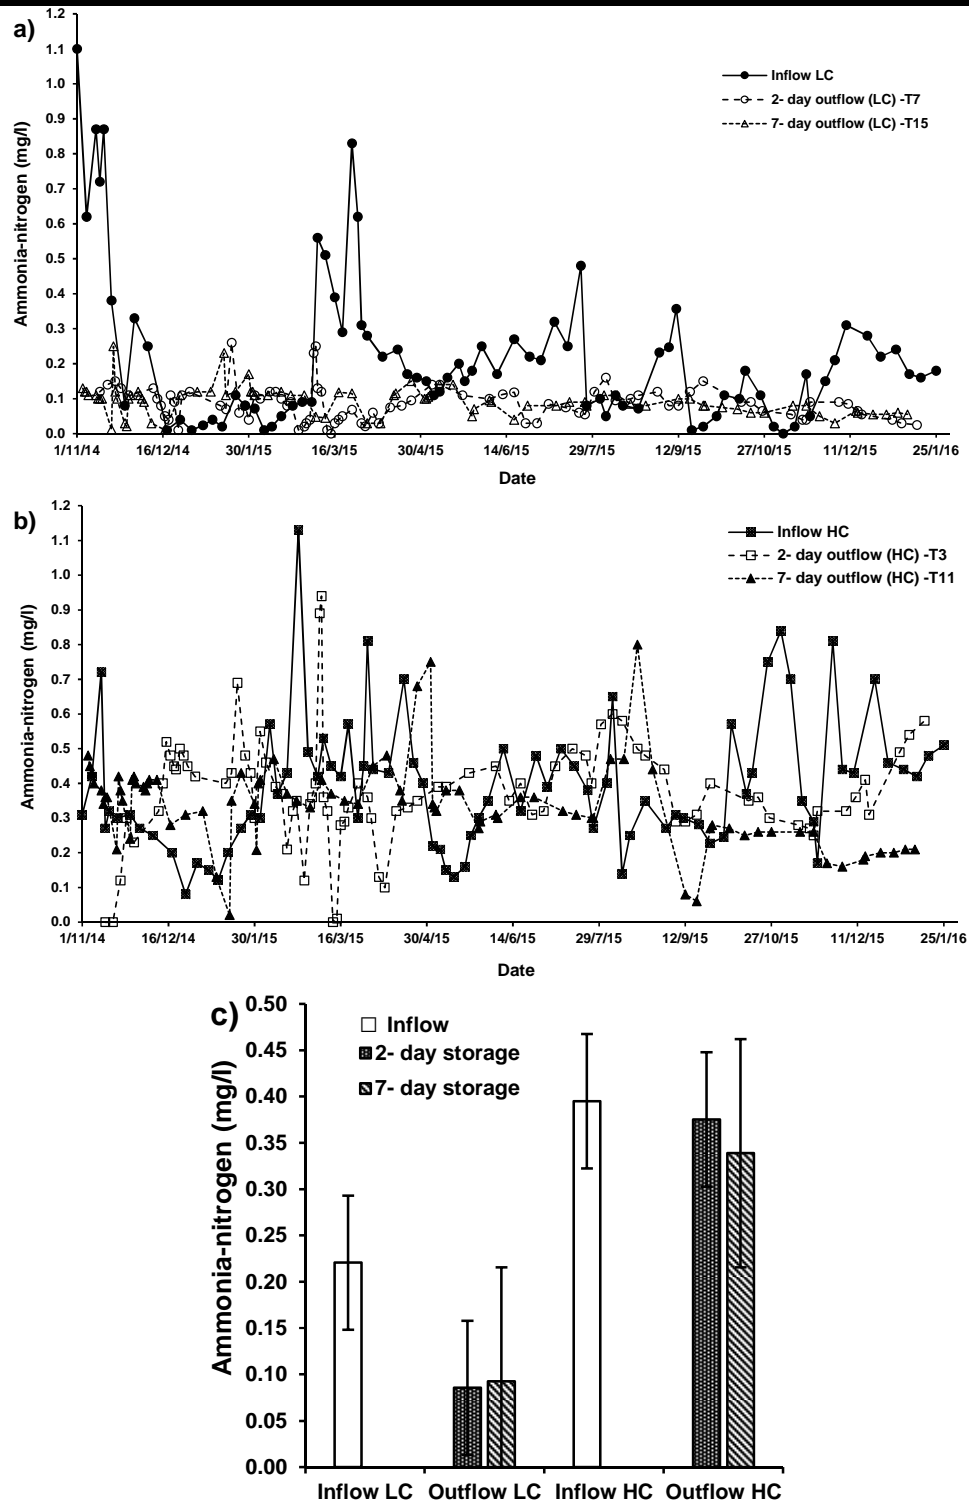 a)
1.2
1.1
1.0
0.9
0.8
0.7
0.6
0.5
0.4
0.3
0.2
0.1
0.0
Ammonia-nitrogen (mg/l)
Inflow LC
2- day outflow (LC) -T7
7- day outflow (LC) -T15
1/11/14 16/12/14 30/1/15 16/3/15 30/4/15 14/6/15 29/7/15 12/9/15 27/10/15 11/12/15 25/1/16
Date
b)
1.2
1.1
1.0
0.9
0.8
0.7
0.6
0.5
0.4
0.3
0.2
0.1
0.0
Ammonia-nitrogen (mg/l)
Inflow HC
2- day outflow (HC) -T3
7- day outflow (HC) -T11
1/11/14 16/12/14 30/1/15 16/3/15 30/4/15 14/6/15 29/7/15 12/9/15 27/10/15 11/12/15 25/1/16
Date
c)
0.50
0.45
0.40
0.35
0.30
0.25
0.20
0.15
0.10
0.05
0.00
Ammonia-nitrogen (mg/l)
Inflow
2- day storage
7- day storage
Inflow LC Outflow LC Inflow HC Outflow HC